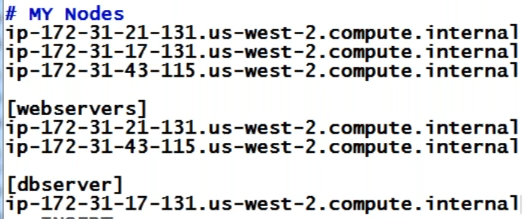 # MY Nodes
ip-172-31-21-131.us-west-2.compute.internal
ip-172-31-17-131.us-west-2.compute.internal
ip-172-31-43-115.us-west-2.compute.internal
[webservers]
ip-172-31-21-131.us-west-2.compute.internal
ip-172-31-43-115.us-west-2.compute.internal
[dbserver]
ip-172-31-17-131.us-west-2.compute.internal